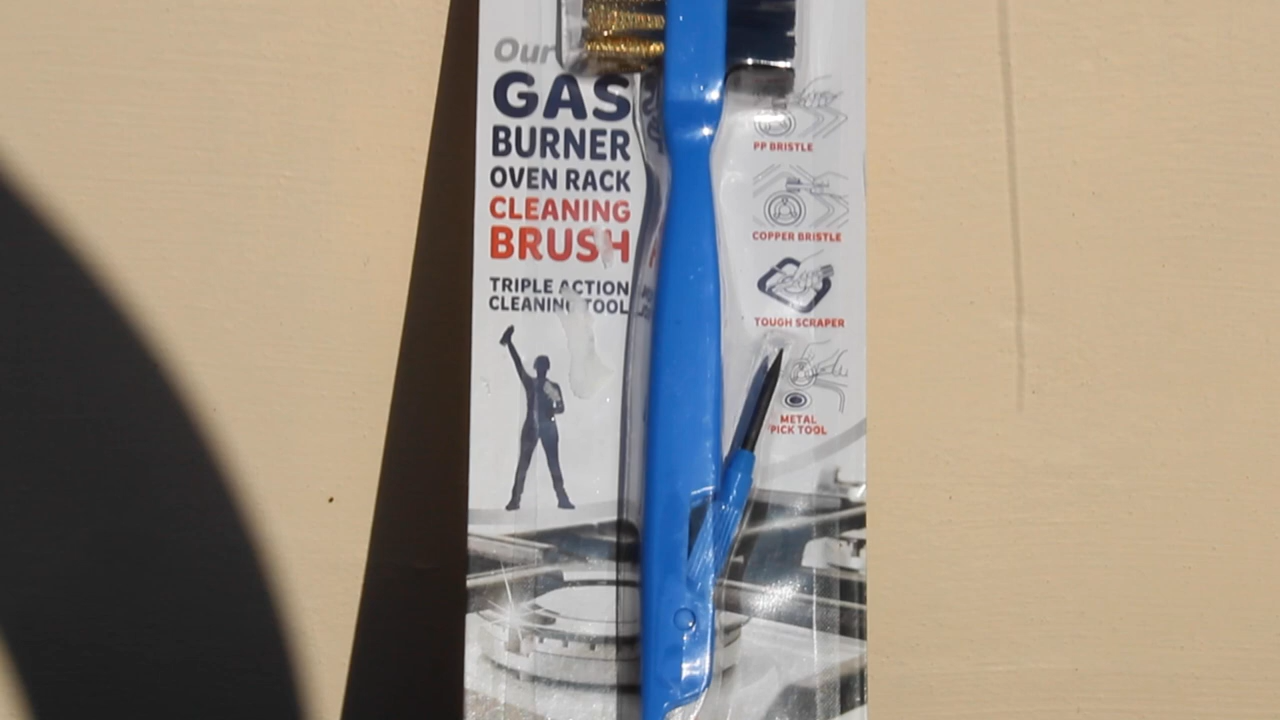 Our
GAS
BURNER
OVEN RACK
CLEANING
BRUSH
TRIPLE ACTION
CLEANING TOOL
PP BRISTLE
COPPER BRISTLE
TOUGH SCRAPER
METAL
PICK TOOL